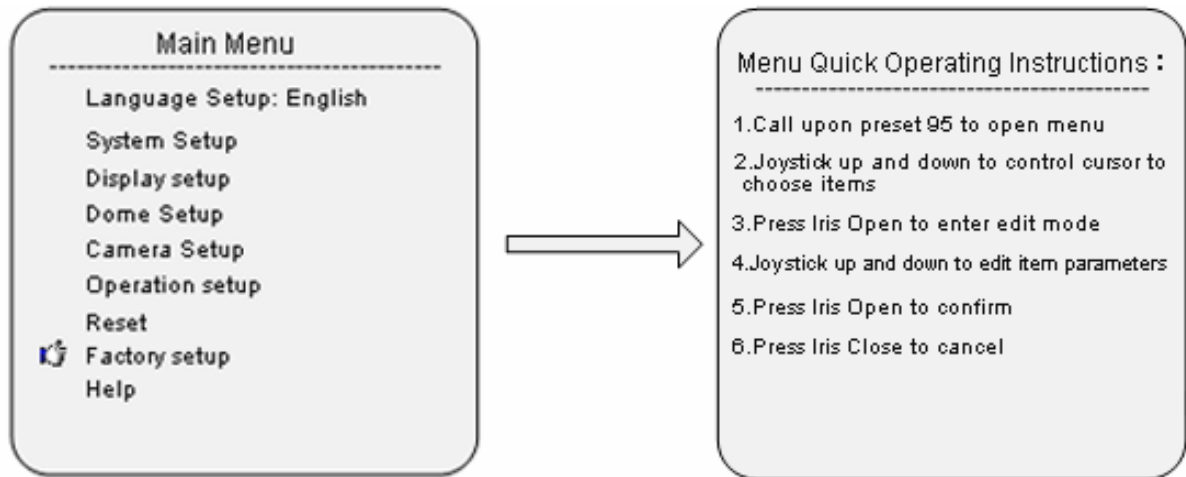 Main Menu
Language Setup: English
System Setup
Display setup
Dome Setup
Camera Setup
Operation setup
Reset
Factory setup
Help
Menu Quick Operating Instructions :
1.Call upon preset 95 to open menu
2.Joystick up and down to control cursor to
choose items
3.Press Iris Open to enter edit mode
4.Joystick up and down to edit item parameters
5.Press Iris Open to confirm
6.Press Iris Close to cancel